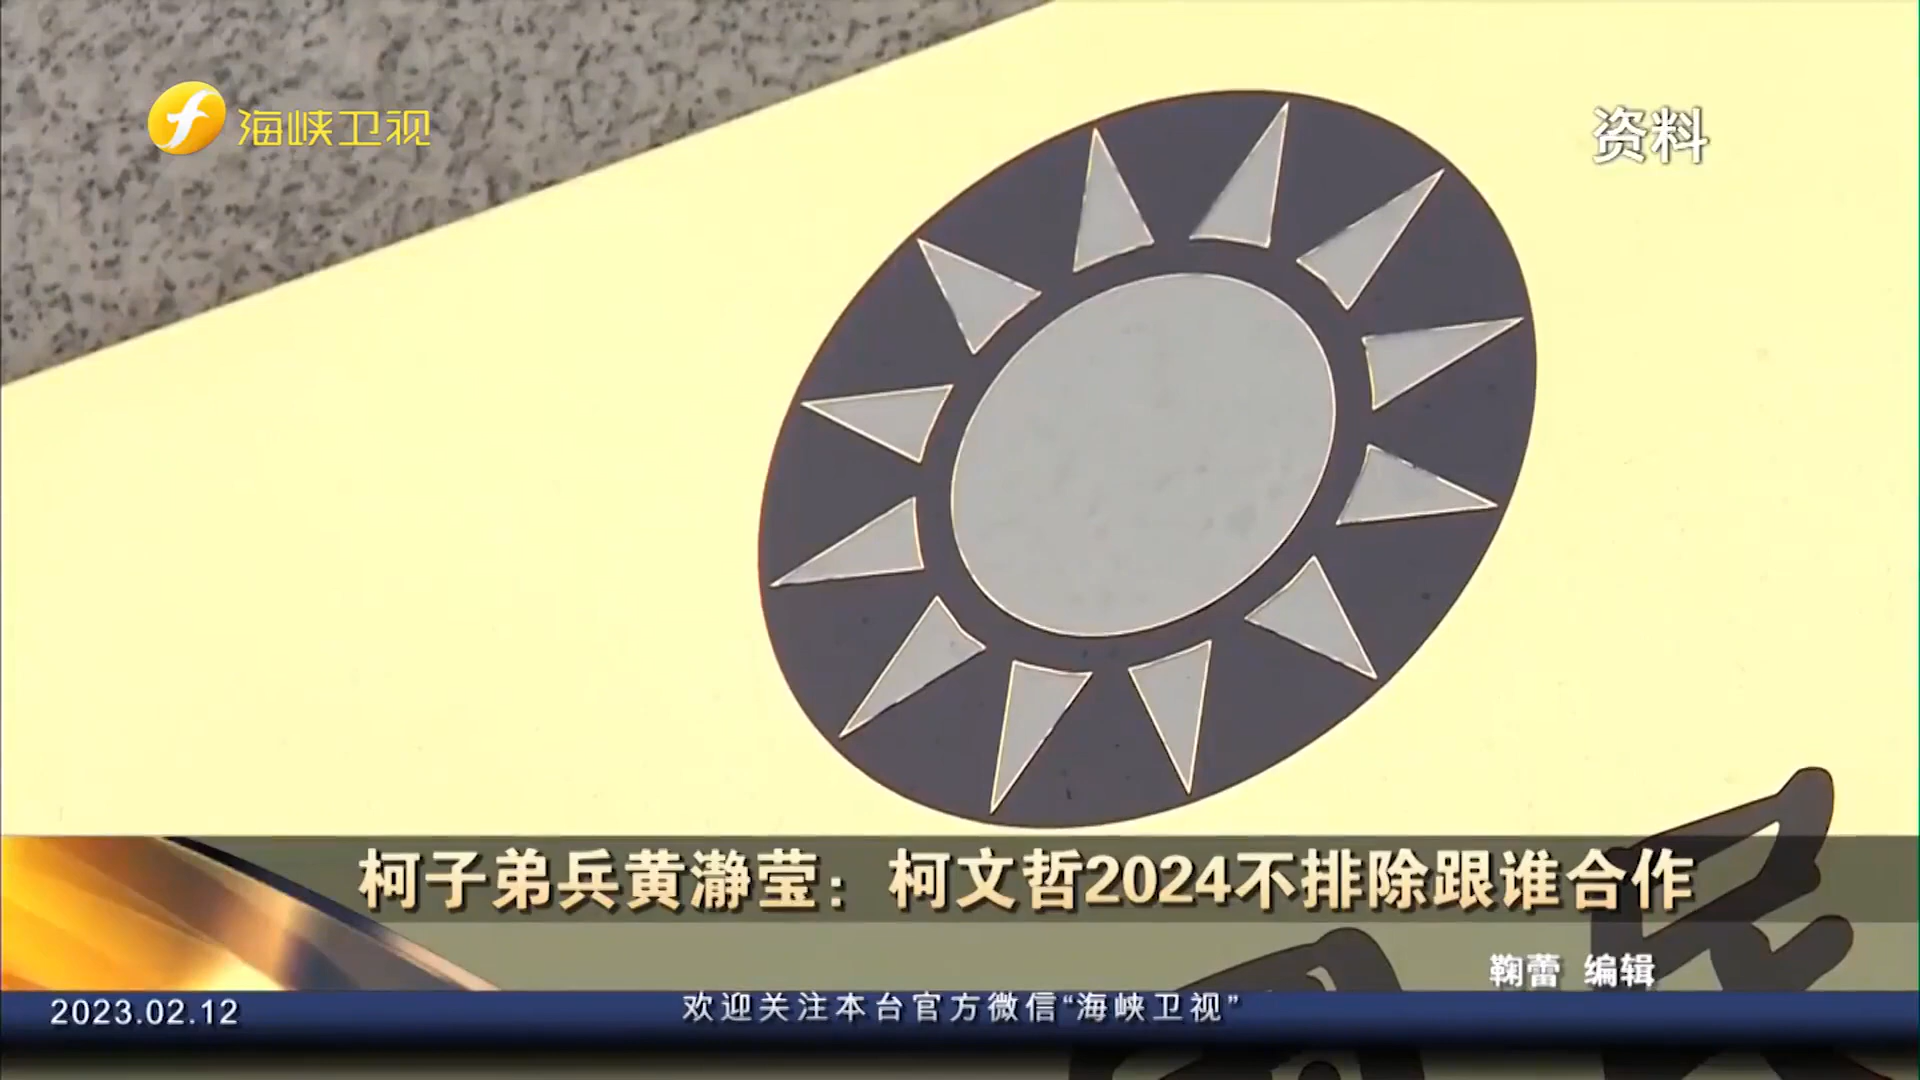 海峡卫视
资料
柯子弟兵黄瀞莹：柯文哲2024不排除跟谁合作
鞠蕾 编辑
2023.02.12
欢迎关注本台官方微信“海峡卫视”